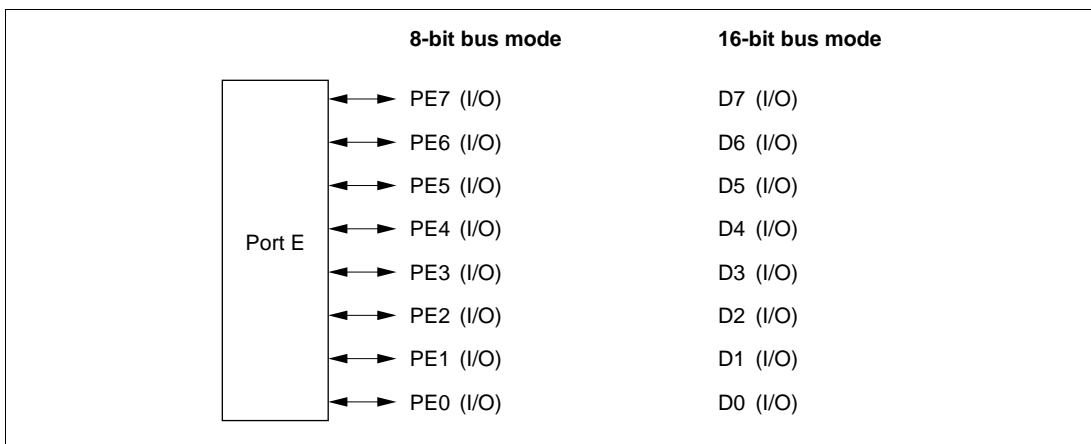 8-bit bus mode 16-bit bus mode
PE7 (I/O) D7 (I/O)
PE6 (I/O) D6 (I/O)
PE5 (I/O) D5 (I/O)
PE4 (I/O) D4 (I/O)
Port E
PE3 (I/O) D3 (I/O)
PE2 (I/O) D2 (I/O)
PE1 (I/O) D1 (I/O)
PE0 (I/O) D0 (I/O)